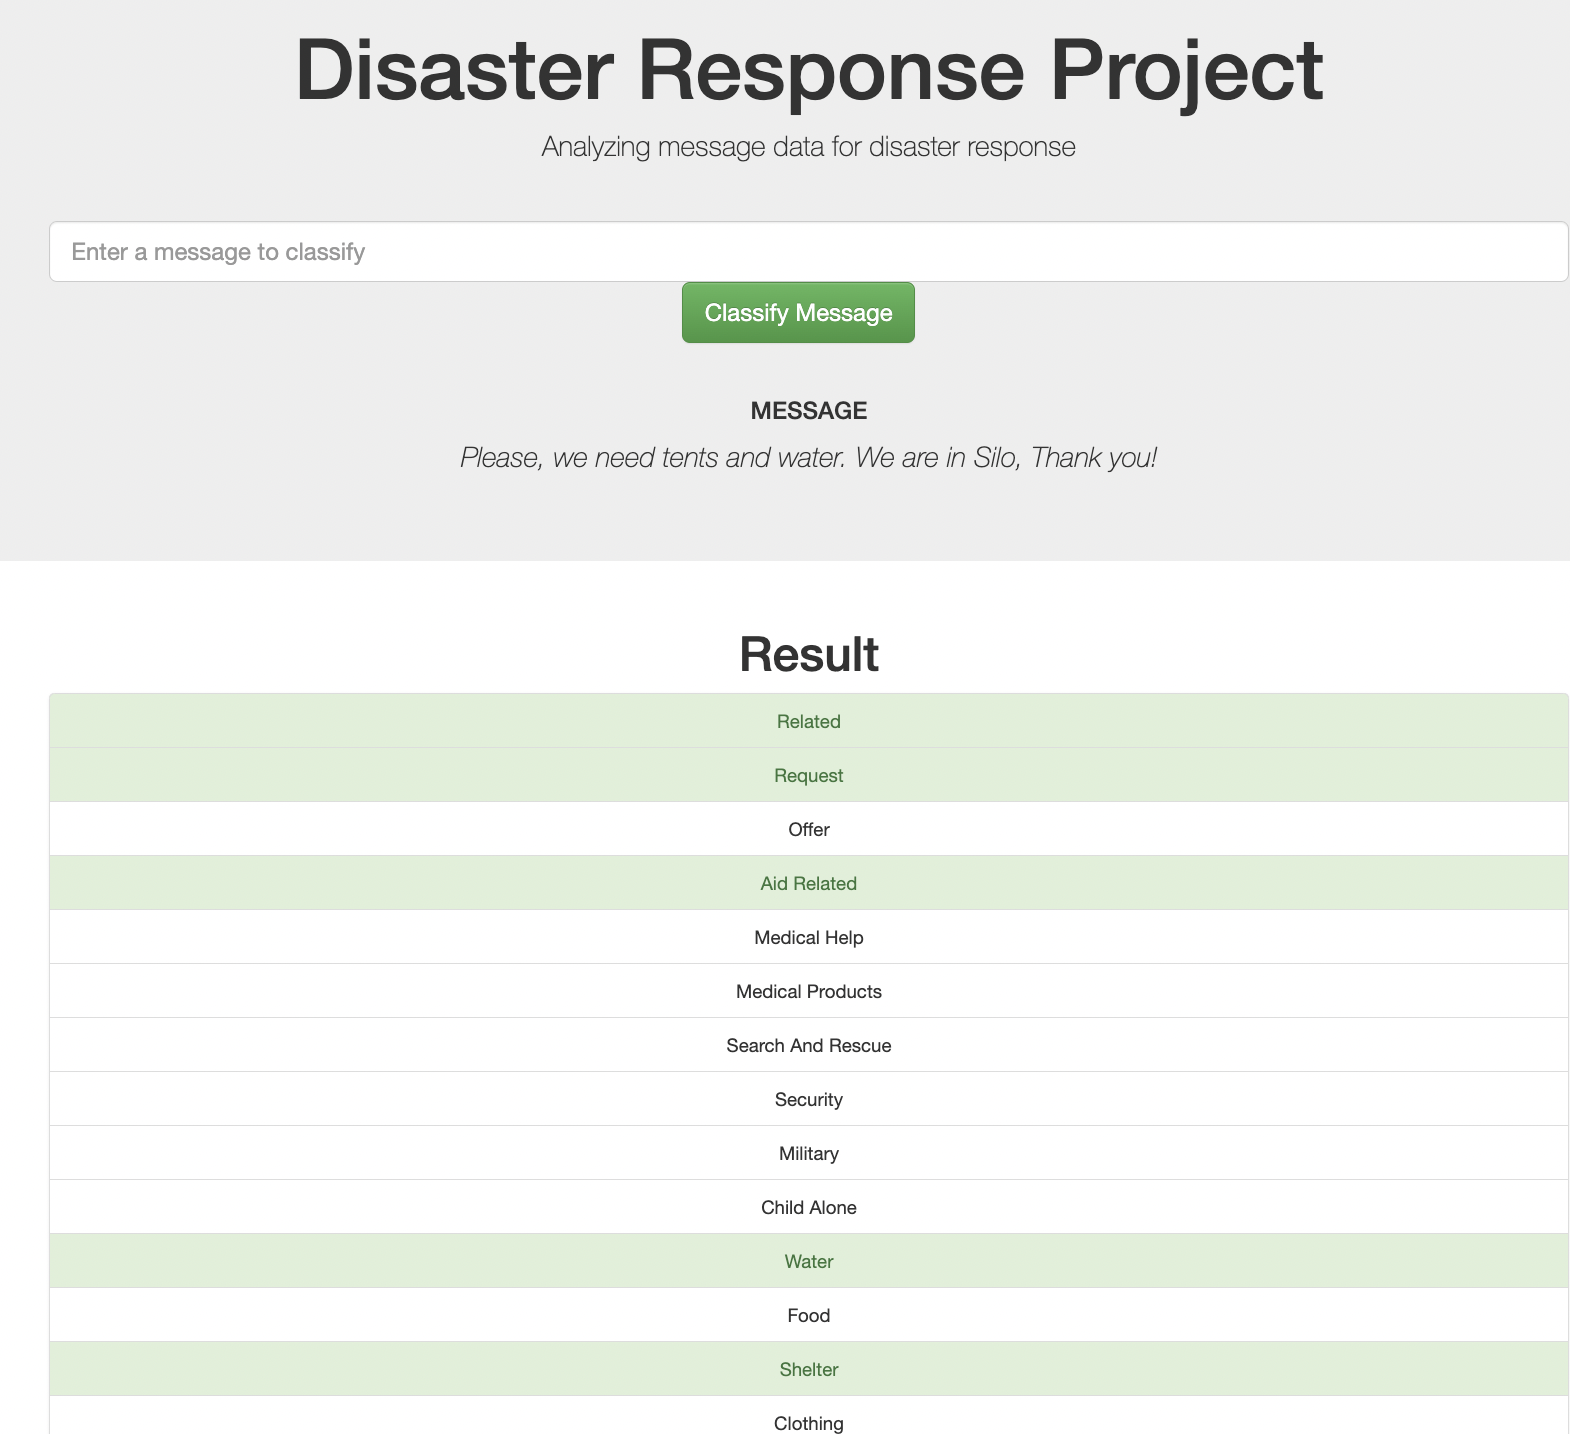 Disaster Response Project
Analyzing message data for disaster response
Enter a message to classify
Classify Message
MESSAGE
Please, we need tents and water. We are in Silo, Thank you!
Result
Related
Request
Offer
Aid Related
Medical Help
Medical Products
Search And Rescue
Security
Military
Child Alone
Water
Food
Shelter
Clothing